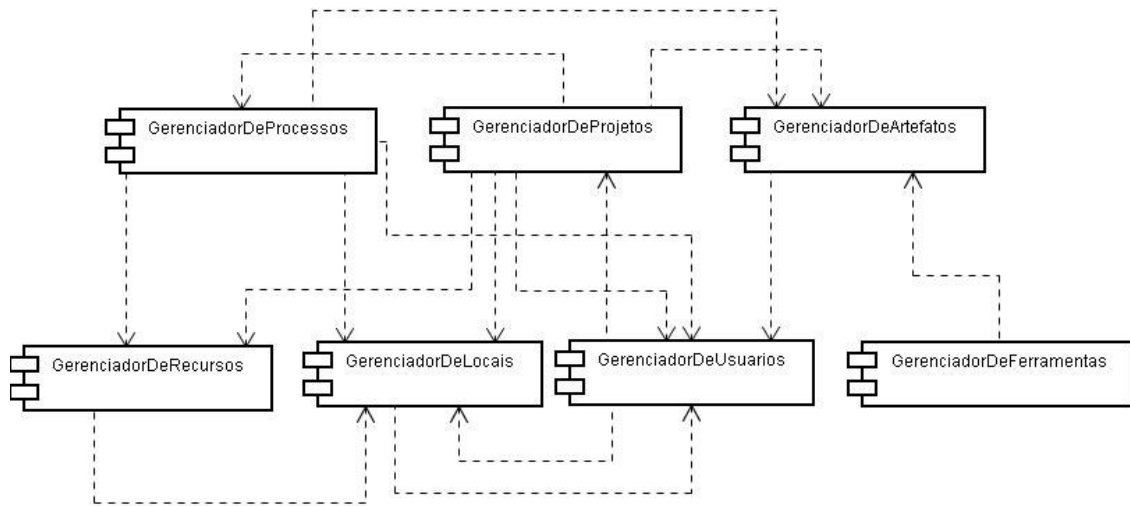 GerenciadorDeProcessos
GerenciadorDeProjetos
GerenciadorDeArtefatos
GerenciadorDeRecursos
GerenciadorDeLocais
GerenciadorDeUsuarios
GerenciadorDeFerramentas